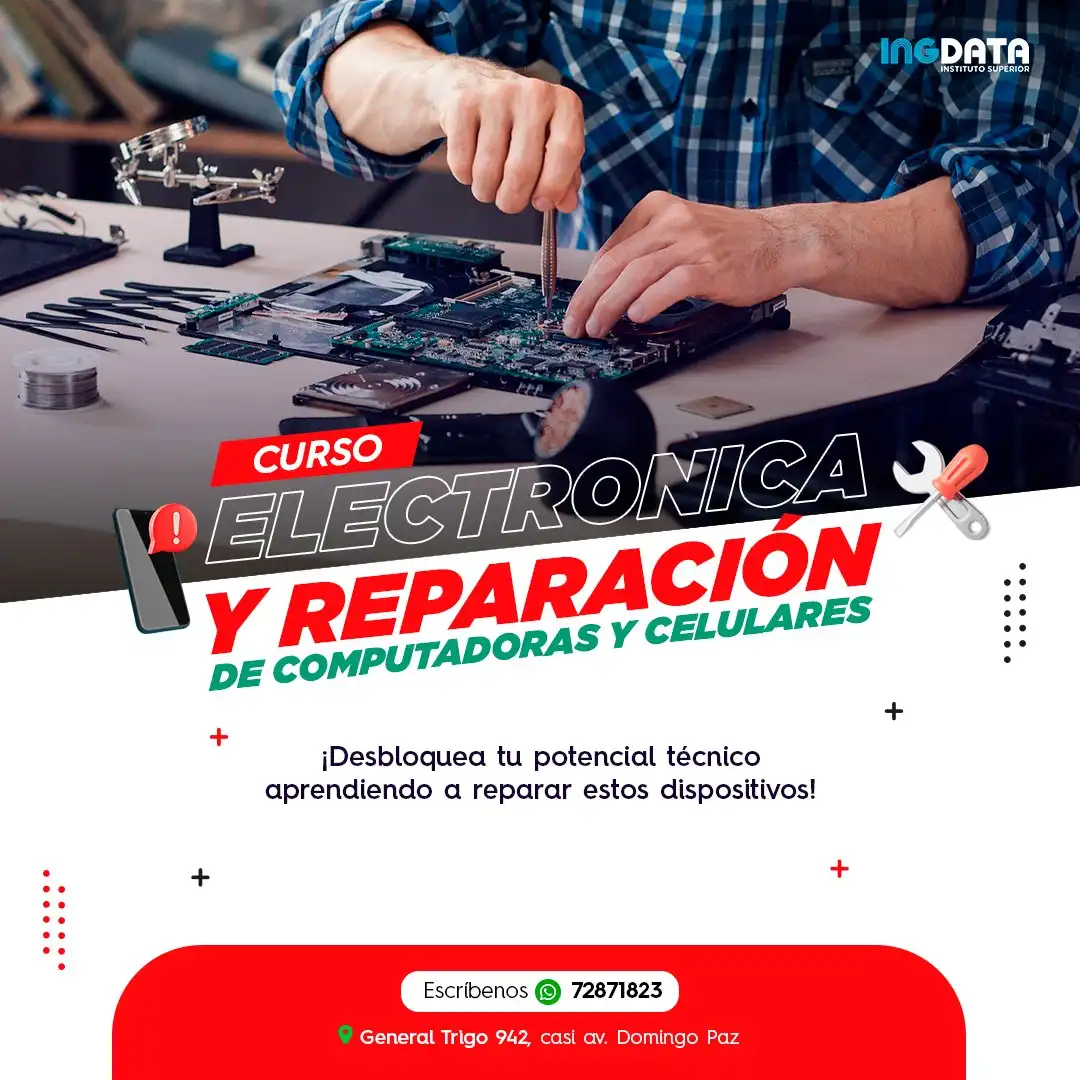 INGDATA
INSTITUTO SUPERIOR
CURSO
ELECTRONICA
Y REPARACIÓN
DE COMPUTADORAS Y CELULARES
¡Desbloquea tu potencial técnico
aprendiendo a reparar estos dispositivos!
Escríbenos 72871823
General Trigo 942, casi av. Domingo Paz